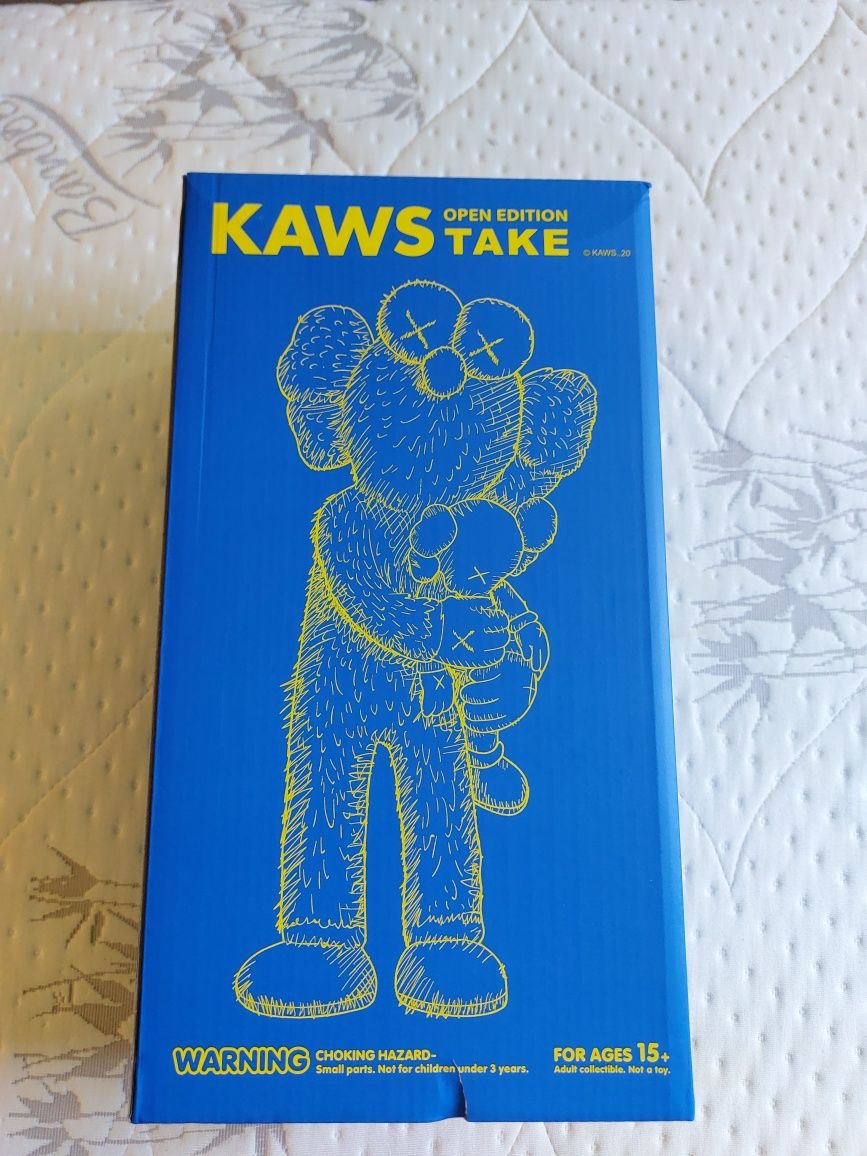 KAWS OPEN EDITION
TAKE © KAWS..20
WARNING CHOKING HAZARD-
Small parts. Not for children under 3 years.
FOR AGES 15+
Adult collectible. Not a toy.
Bamboo